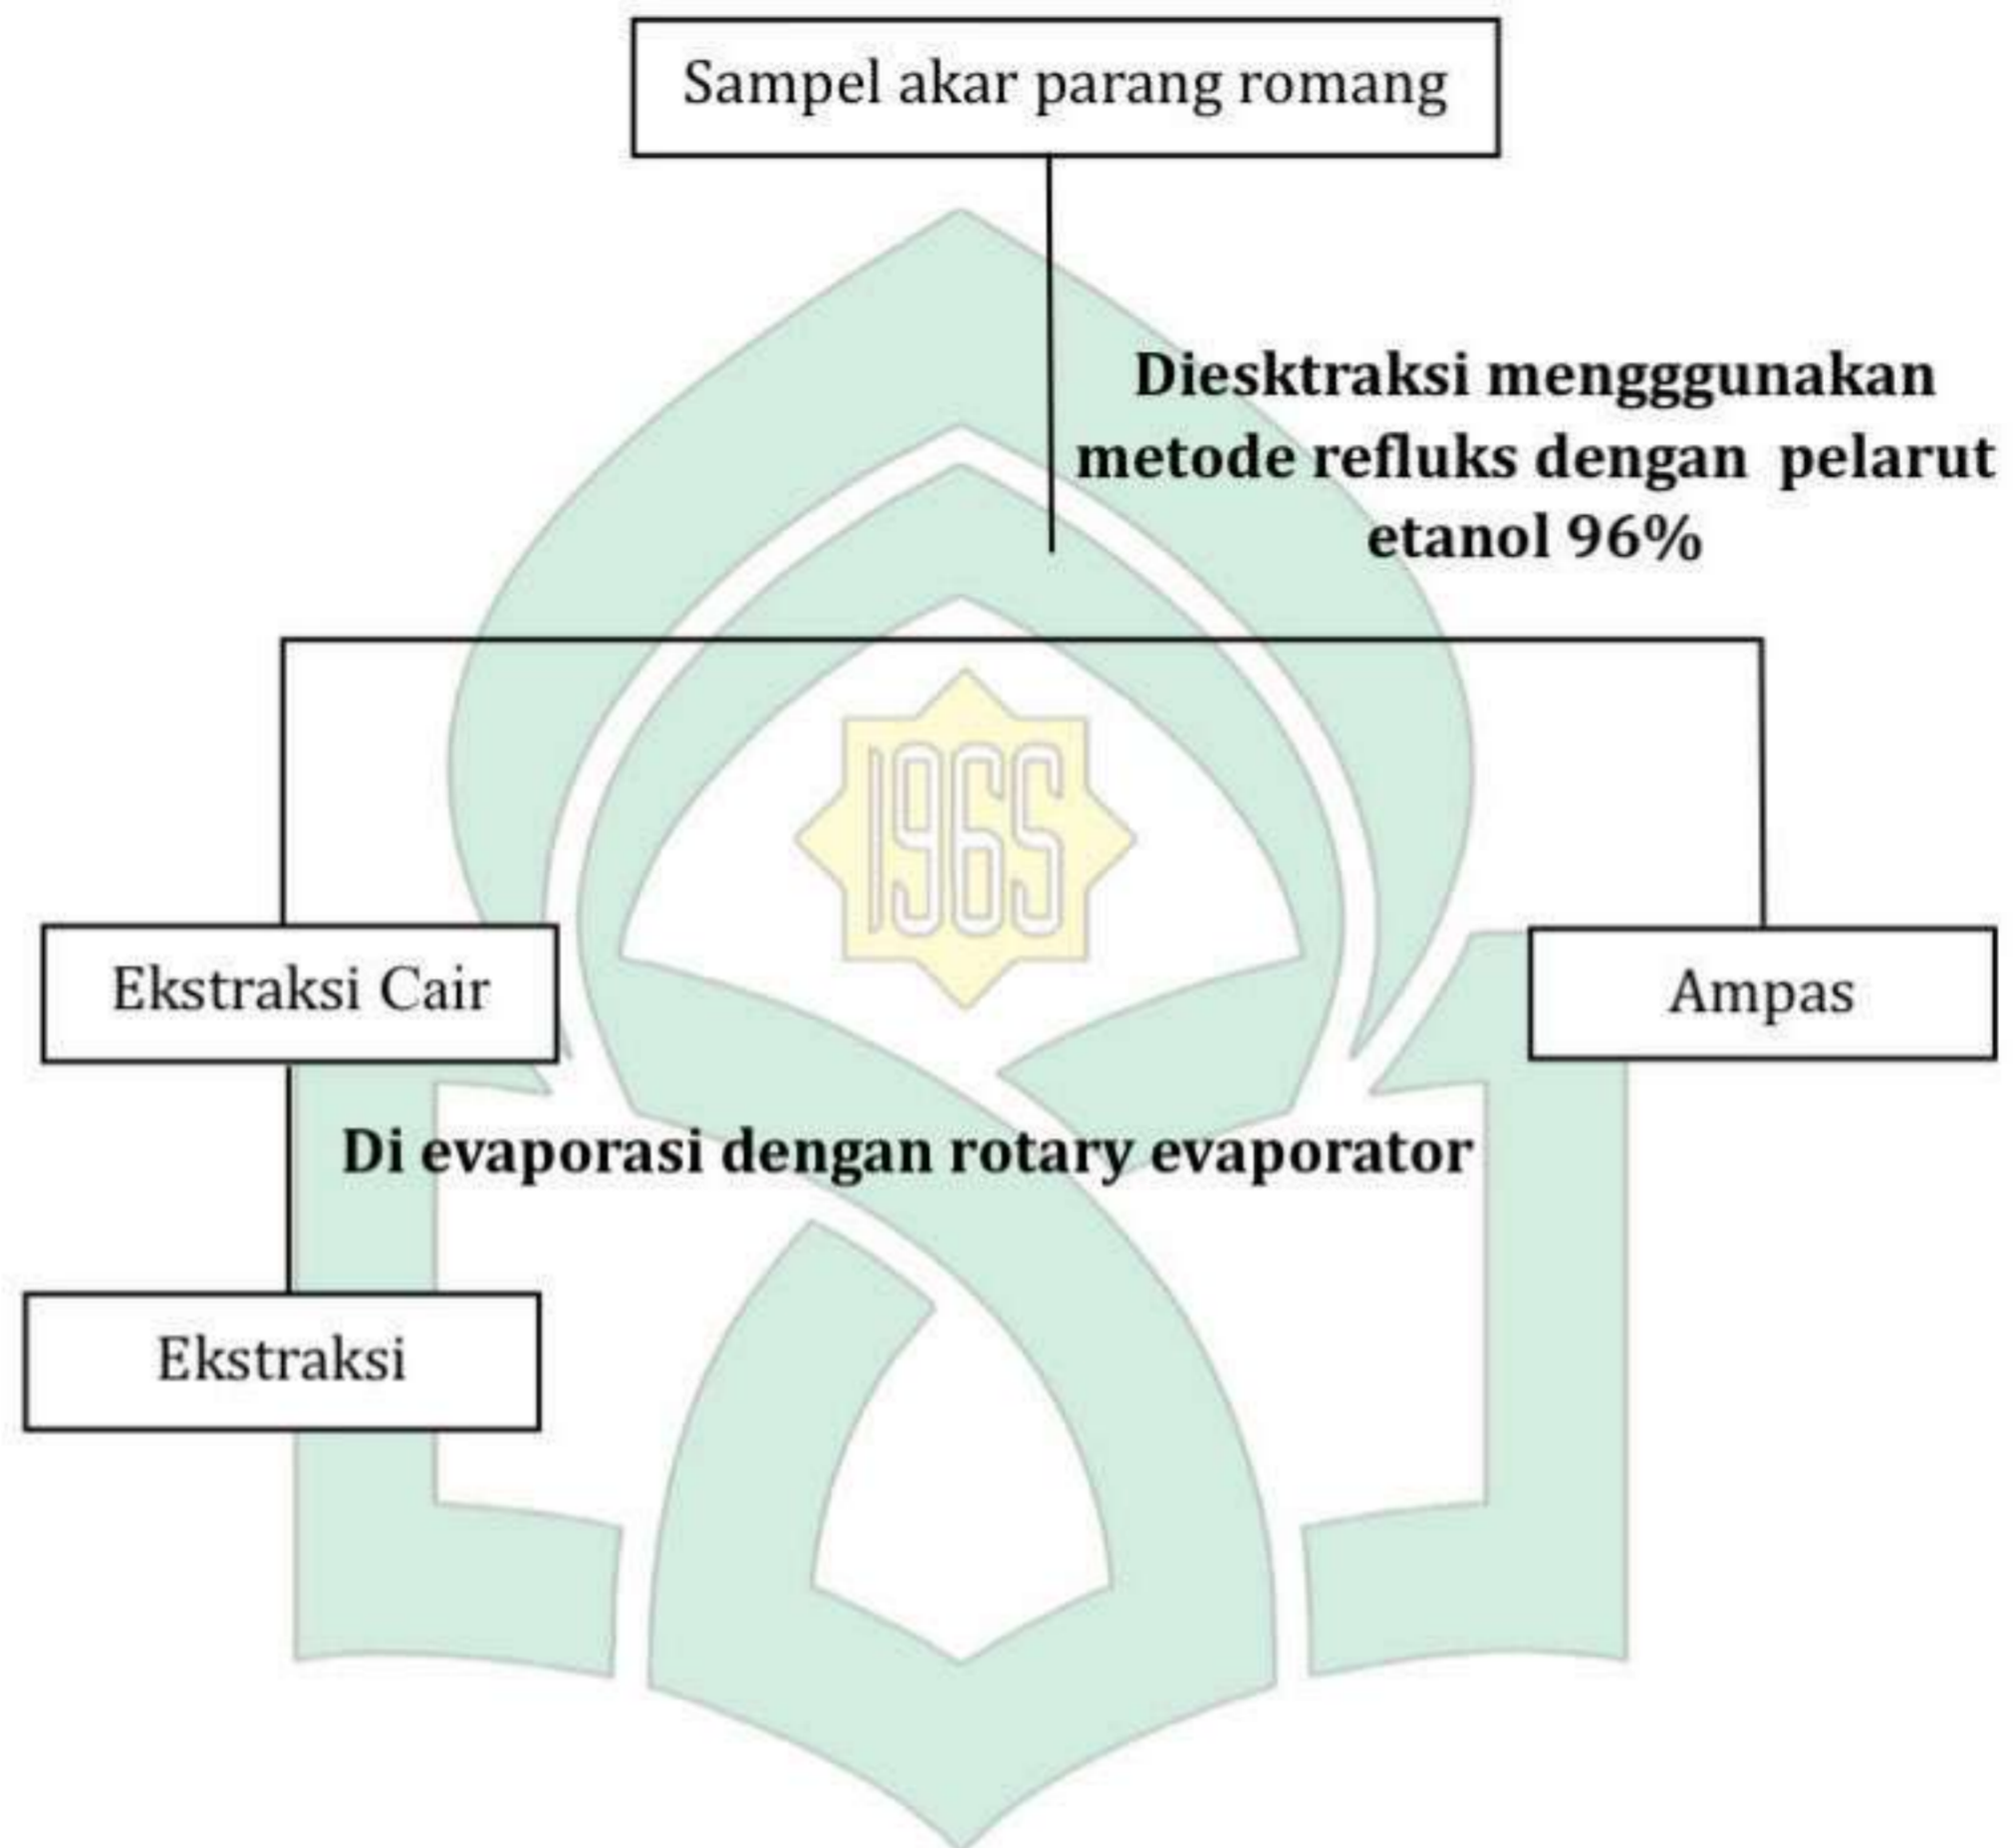 Sampel akar parang romang
Diesktraksi mengggunakan
metode refluks dengan pelarut
etanol 96%
1965
Ekstraksi Cair
Ampas
Di evaporasi dengan rotary evaporator
Ekstraksi